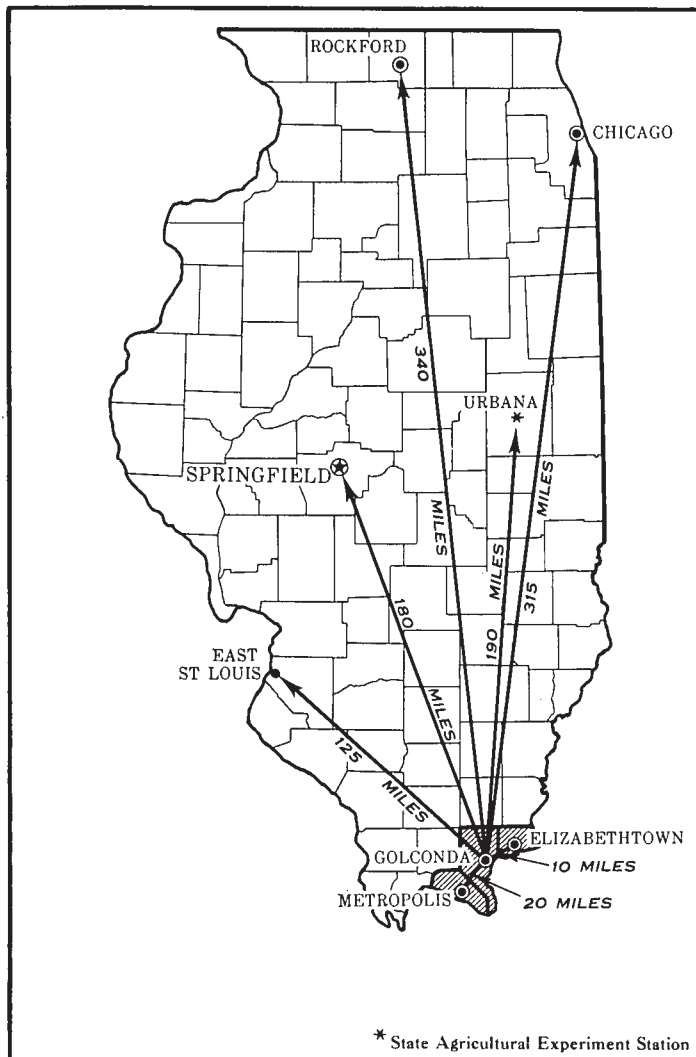 ROCKFORD
CHICAGO
340
MILES
URBANA
*
SPRINGFIELD
MILES
315
MILES
190
180
MILES
EAST
ST LOUIS
125
MILES
ELIZABETHTOWN
GOLCONDA
10 MILES
METROPOLIS
20 MILES
* State Agricultural Experiment Station